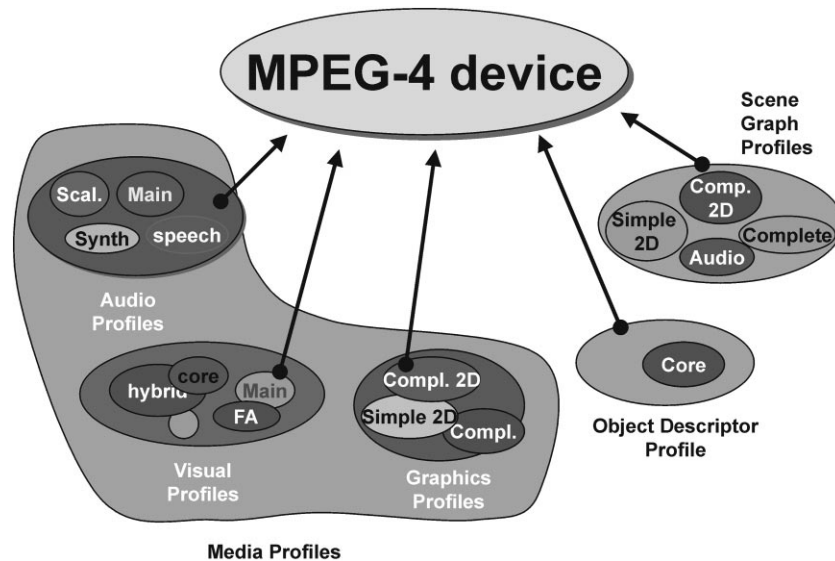 MPEG-4 device
Scene
Graph
Profiles
Scal.
Main
Synth
speech
Audio
Profiles
Comp.
2D
Simple
2D
Complete
Audio
hybrid
core
Main
FA
Visual
Profiles
Compl. 2D
Simple 2D
Compl.
Graphics
Profiles
Core
Object Descriptor
Profile
Media Profiles